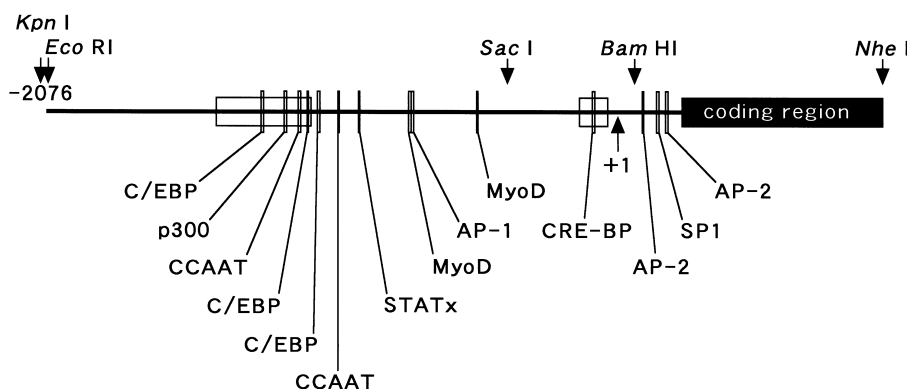 Kpn I
Eco RI
Sac I
Bam HI
Nhe I
-2076
coding region
+1
C/EBP
MyoD
AP-2
p300
AP-1
CRE-BP
SP1
CCAAT
MyoD
AP-2
C/EBP
STATx
C/EBP
CCAAT